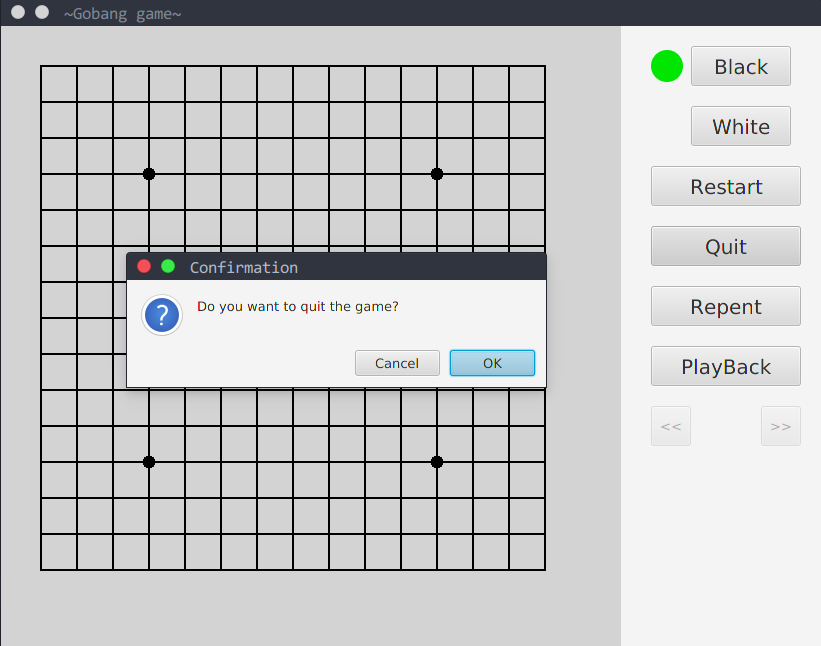 ~Gobang game~
Black
White
Restart
Quit
Repent
PlayBack
<< >>
Confirmation
?
Do you want to quit the game?
Cancel OK